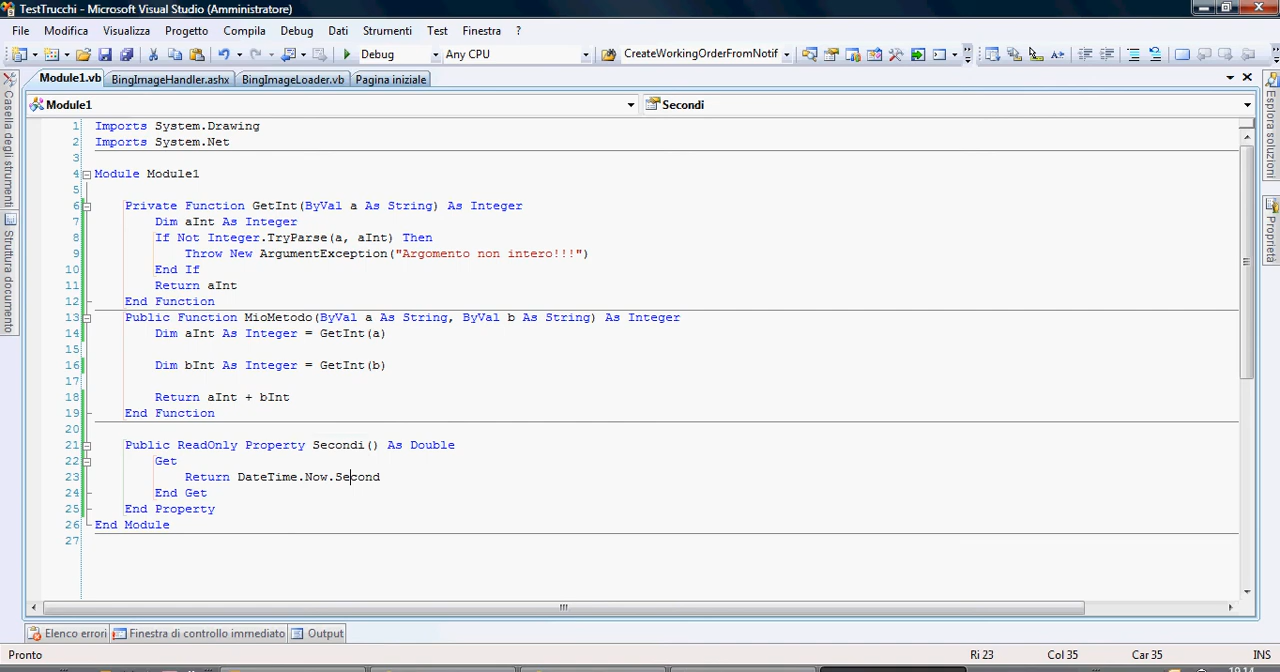 TestTrucchi - Microsoft Visual Studio (Amministratore)
File Modifica Visualizza Progetto Compila Debug Dati Strumenti Test Finestra ?
Debug Any CPU CreateWorkingOrderFromNotif
Module1.vb BingImageHandler.ashx BingImageLoader.vb Pagina iniziale
Module1 Secondi
Casella degli strumenti
Struttura documento
1 Imports System.Drawing
2 Imports System.Net
3
4 Module Module1
5
6 Private Function GetInt(ByVal a As String) As Integer
7 Dim aInt As Integer
8 If Not Integer.TryParse(a, aInt) Then
9 Throw New ArgumentException("Argomento non intero!!!")
10 End If
11 Return aInt
12 End Function
13 Public Function MioMetodo(ByVal a As String, ByVal b As String) As Integer
14 Dim aInt As Integer = GetInt(a)
15
16 Dim bInt As Integer = GetInt(b)
17
18 Return aInt + bInt
19 End Function
20
21 Public ReadOnly Property Secondi() As Double
22 Get
23 Return DateTime.Now.Second
24 End Get
25 End Property
26 End Module
27
Esplora soluzioni
Proprietà
Elenco errori Finestra di controllo immediato Output
Pronto Ri 23 Col 35 Car 35 INS